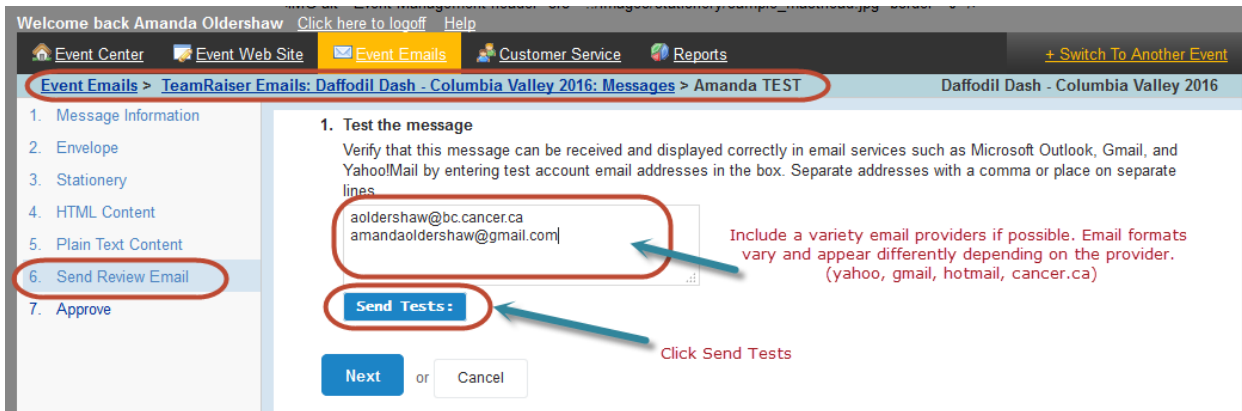 Welcome back Amanda Oldershaw Click here to logoff Help
Event Center Event Web Site Event Emails Customer Service Reports + Switch To Another Event
Event Emails > TeamRaiser Emails: Daffodil Dash - Columbia Valley 2016: Messages > Amanda TEST Daffodil Dash - Columbia Valley 2016
1. Message Information
2. Envelope
3. Stationery
4. HTML Content
5. Plain Text Content
6. Send Review Email
7. Approve
1. Test the message
Verify that this message can be received and displayed correctly in email services such as Microsoft Outlook, Gmail, and
Yahoo!Mail by entering test account email addresses in the box. Separate addresses with a comma or place on separate
lines
aoldershaw@bc.cancer.ca
amandaoldershaw@gmail.com
Include a variety email providers if possible. Email formats
vary and appear differently depending on the provider.
(yahoo, gmail, hotmail, cancer.ca)
Send Tests:
Click Send Tests
Next or Cancel